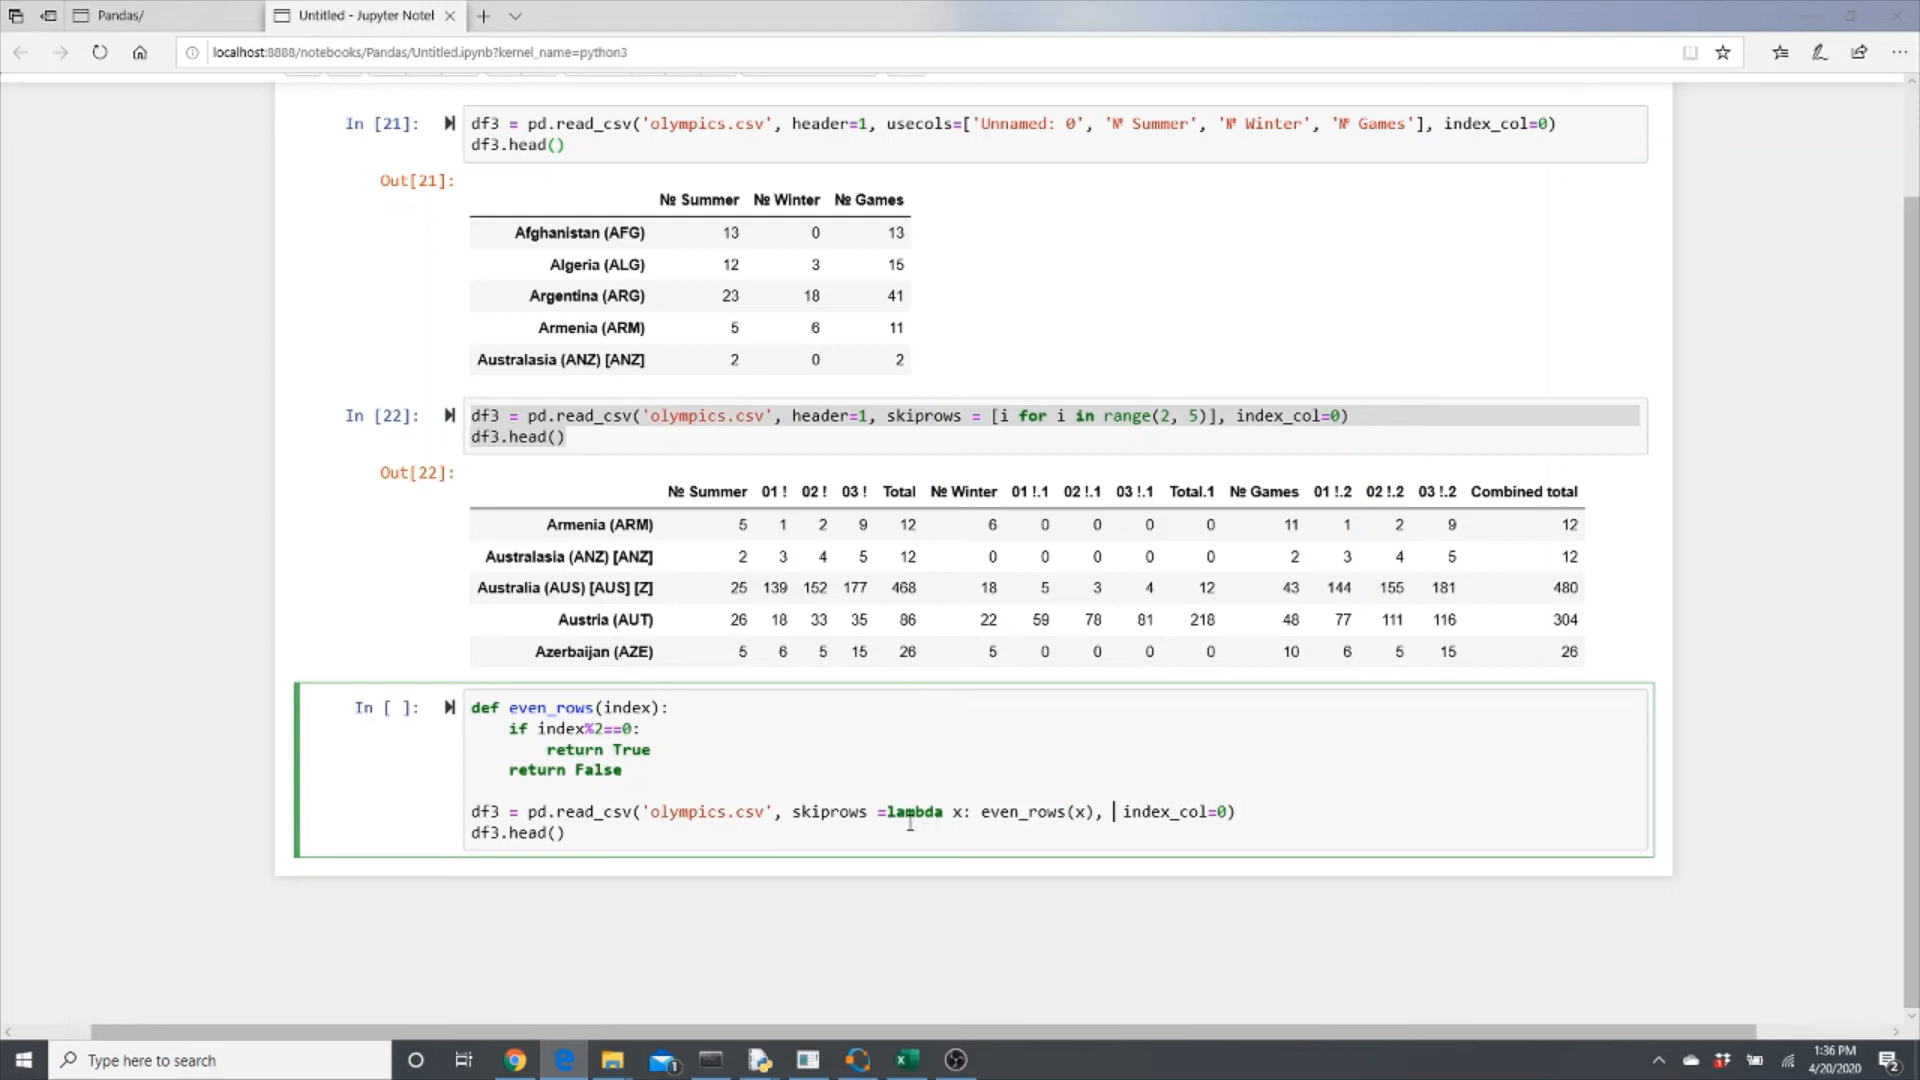 Pandas/
Untitled - Jupyter Notel
localhost:8888/notebooks/Pandas/Untitled.ipynb?kernel_name=python3
In [21]:
df3 = pd.read_csv('olympics.csv', header=1, usecols=['Unnamed: 0', '№ Summer', '№ Winter', '№ Games'], index_col=0)
df3.head()
Out[21]:
№ Summer № Winter № Games
Afghanistan (AFG) 13 0 13
Algeria (ALG) 12 3 15
Argentina (ARG) 23 18 41
Armenia (ARM) 5 6 11
Australasia (ANZ) [ANZ] 2 0 2
In [22]:
df3 = pd.read_csv('olympics.csv', header=1, skiprows = [i for i in range(2, 5)], index_col=0)
df3.head()
Out[22]:
№ Summer 01 ! 02 ! 03 ! Total № Winter 01 !.1 02 !.1 03 !.1 Total.1 № Games 01 !.2 02 !.2 03 !.2 Combined total
Armenia (ARM) 5 1 2 9 12 6 0 0 0 0 11 1 2 9 12
Australasia (ANZ) [ANZ] 2 3 4 5 12 0 0 0 0 0 2 3 4 5 12
Australia (AUS) [AUS] [Z] 25 139 152 177 468 18 5 3 4 12 43 144 155 181 480
Austria (AUT) 26 18 33 35 86 22 59 78 81 218 48 77 111 116 304
Azerbaijan (AZE) 5 6 5 15 26 5 0 0 0 0 10 6 5 15 26
In [ ]:
def even_rows(index):
if index%2==0:
return True
return False
df3 = pd.read_csv('olympics.csv', skiprows =lambda x: even_rows(x), index_col=0)
df3.head()
Type here to search
1:36 PM
4/20/2020